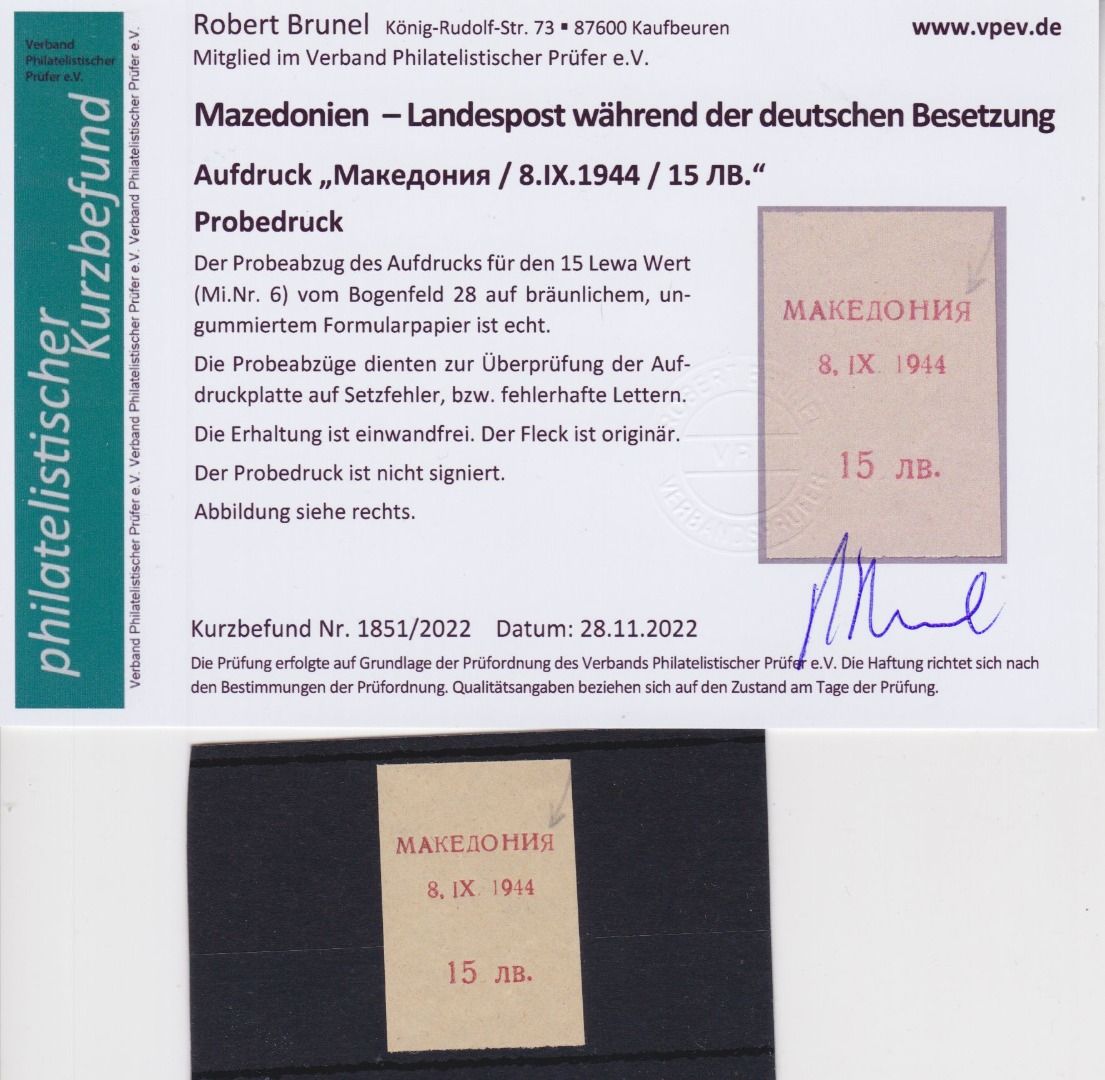 Verband
Philatelistischer
Prüfer e.V.
philatelistischer
Kurzbefund
Verband Philatelistischer Prüfer e.V. Verband Philatelistischer Prüfer e.V. Verband Philatelistischer Prüfer e.V. Verband Philatelistischer Prüfer e.V.
Robert Brunel König-Rudolf-Str. 73 ▪ 87600 Kaufbeuren
www.vpev.de
Mitglied im Verband Philatelistischer Prüfer e.V.
Mazedonien – Landespost während der deutschen Besetzung
Aufdruck „Македония / 8.IX.1944 / 15 ЛВ.“
Probedruck
Der Probeabzug des Aufdrucks für den 15 Lewa Wert
(Mi.Nr. 6) vom Bogenfeld 28 auf bräunlichem, un-
gummiertem Formularpapier ist echt.
Die Probeabzüge dienten zur Überprüfung der Auf-
druckplatte auf Setzfehler, bzw. fehlerhafte Lettern.
Die Erhaltung ist einwandfrei. Der Fleck ist originär.
Der Probedruck ist nicht signiert.
Abbildung siehe rechts.
МАКЕДОНИЯ
8. IX 1944
15 лв.
VERBANDSPRÜFER
Kurzbefund Nr. 1851/2022 Datum: 28.11.2022
Die Prüfung erfolgte auf Grundlage der Prüfordnung des Verbands Philatelistischer Prüfer e.V. Die Haftung richtet sich nach
den Bestimmungen der Prüfordnung. Qualitätsangaben beziehen sich auf den Zustand am Tage der Prüfung.
МАКЕДОНИЯ
8. IX 1944
15 лв.